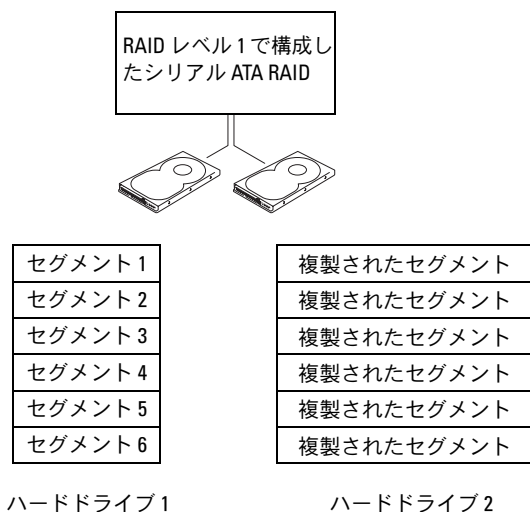 RAID レベル 1 で構成し
たシリアル ATA RAID
セグメント 1
セグメント 2
セグメント 3
セグメント 4
セグメント 5
セグメント 6
複製されたセグメント
複製されたセグメント
複製されたセグメント
複製されたセグメント
複製されたセグメント
複製されたセグメント
ハードドライブ 1
ハードドライブ 2